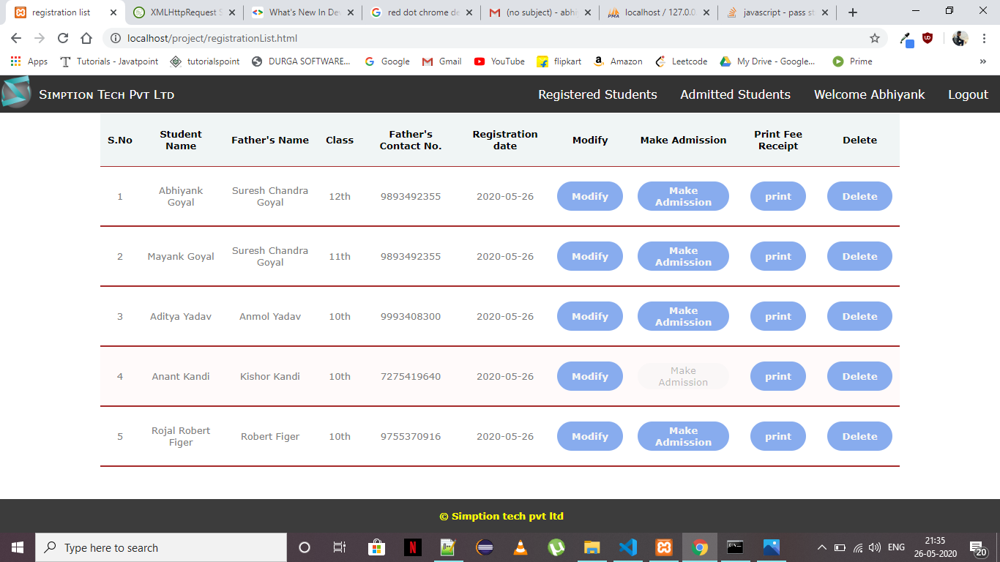 registration list
XMLHttpRequest S
What's New In Dev
red dot chrome de
(no subject) - abhi
localhost / 127.0.0
javascript - pass st
localhost/project/registrationList.html
Apps
Tutorials - Javatpoint
tutorialspoint
DURGA SOFTWARE...
Google
Gmail
YouTube
flipkart
Amazon
Leetcode
My Drive - Google...
Prime
Simption Tech Pvt Ltd
Registered Students
Admitted Students
Welcome Abhiyank
Logout
S.No
Student
Name
Father's Name
Class
Father's
Contact No.
Registration
date
Modify
Make Admission
Print Fee
Receipt
Delete
1
Abhiyank
Goyal
Suresh Chandra
Goyal
12th
9893492355
2020-05-26
Modify
Make
Admission
print
Delete
2
Mayank Goyal
Suresh Chandra
Goyal
11th
9893492355
2020-05-26
Modify
Make
Admission
print
Delete
3
Aditya Yadav
Anmol Yadav
10th
9993408300
2020-05-26
Modify
Make
Admission
print
Delete
4
Anant Kandi
Kishor Kandi
10th
7275419640
2020-05-26
Modify
Make
Admission
print
Delete
5
Rojal Robert
Figer
Robert Figer
10th
9755370916
2020-05-26
Modify
Make
Admission
print
Delete
© Simption tech pvt ltd
Type here to search
ENG
21:35
26-05-2020
20